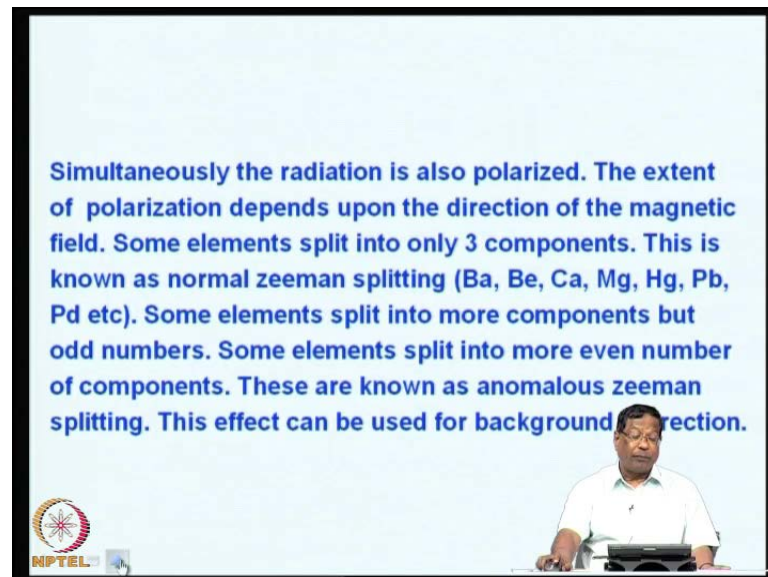 Simultaneously the radiation is also polarized. The extent
of polarization depends upon the direction of the magnetic
field. Some elements split into only 3 components. This is
known as normal zeeman splitting (Ba, Be, Ca, Mg, Hg, Pb,
Pd etc). Some elements split into more components but
odd numbers. Some elements split into more even number
of components. These are known as anomalous zeeman
splitting. This effect can be used for background rection.
NPTEL